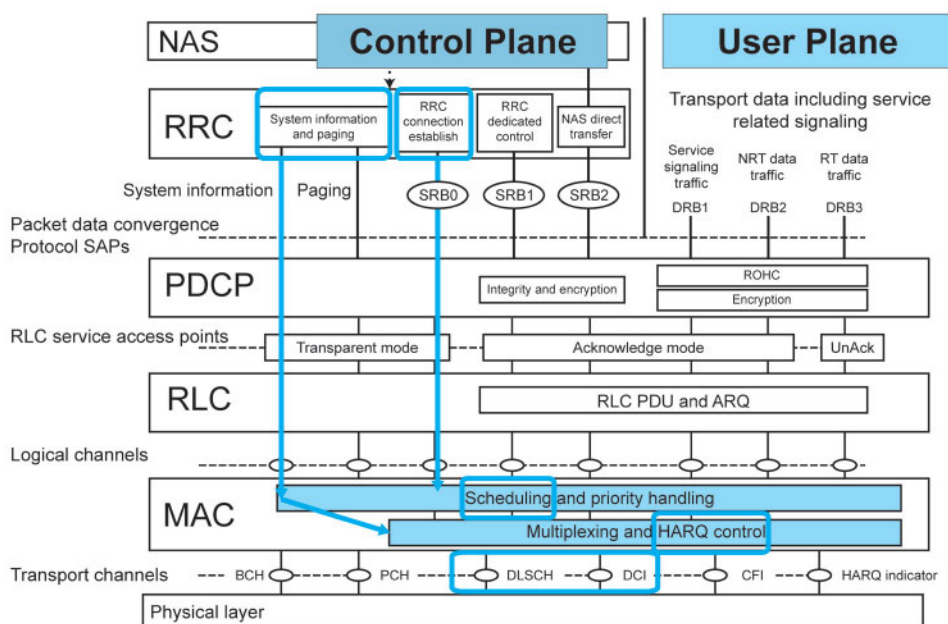 NAS
Control Plane
User Plane
RRC
System information
and paging
RRC
connection
establish
RRC
dedicated
control
NAS direct
transfer
Transport data including service
related signaling
System information
Paging
SRB0
SRB1
SRB2
Service
signaling
traffic
DRB1
NRT data
traffic
DRB2
RT data
traffic
DRB3
Packet data convergence
Protocol SAPs
PDCP
Integrity and encryption
ROHC
Encryption
RLC service access points
Transparent mode
Acknowledge mode
UnAck
RLC
RLC PDU and ARQ
Logical channels
MAC
Scheduling and priority handling
Multiplexing and HARQ control
Transport channels
BCH
PCH
DLSCH
DCI
CFI
HARQ indicator
Physical layer